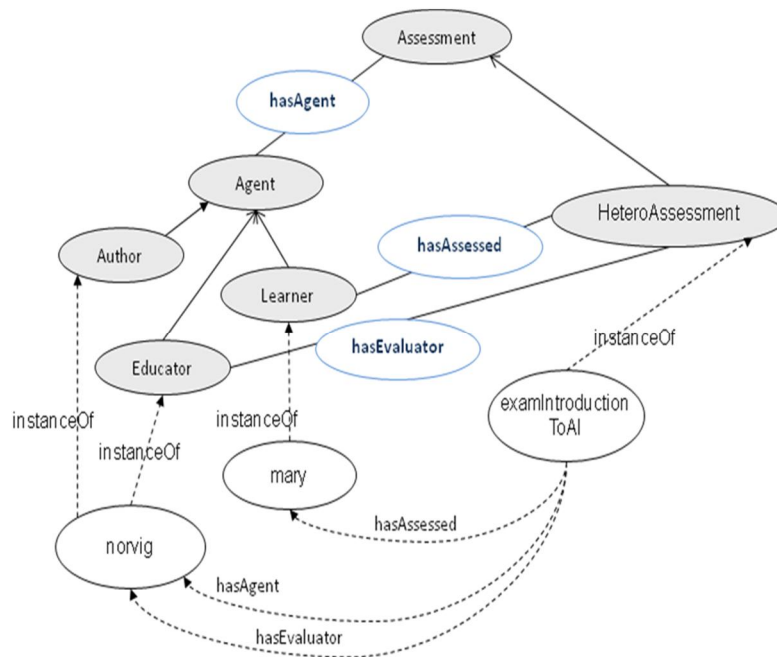 Assessment
hasAgent
Agent
HeteroAssessment
Author
hasAssessed
Learner
hasEvaluator
Educator
instanceOf
examIntroduction
ToAI
instanceOf
instanceOf
instanceOf
mary
hasAssessed
norvig
hasAgent
hasEvaluator